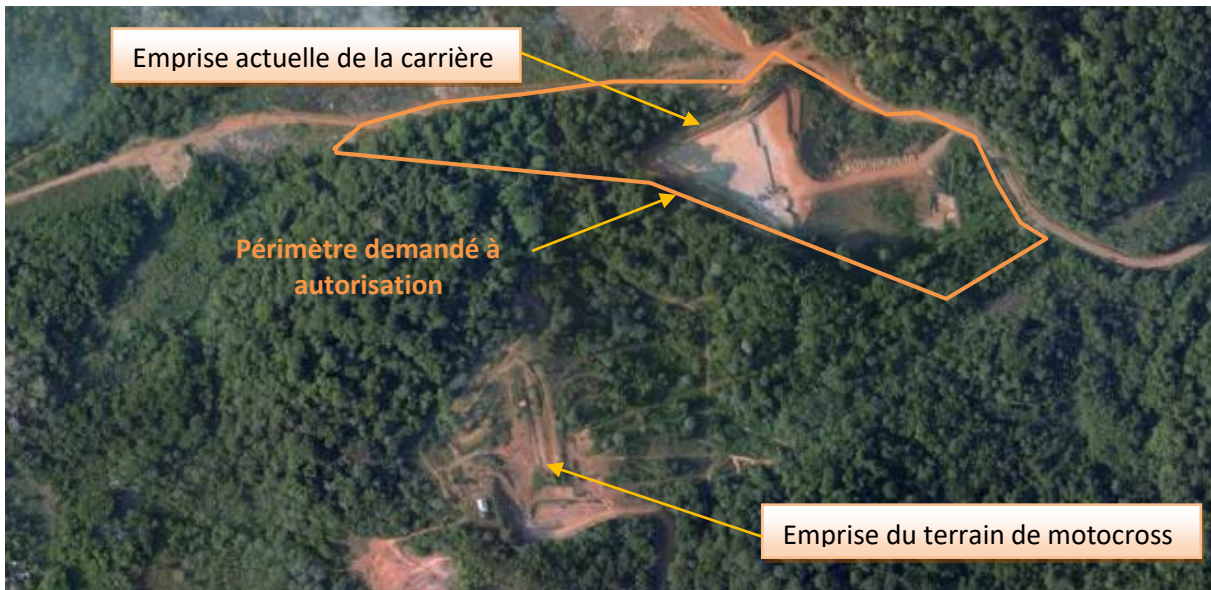 Emprise actuelle de la carrière
Périmètre demandé à
autorisation
Emprise du terrain de motocross